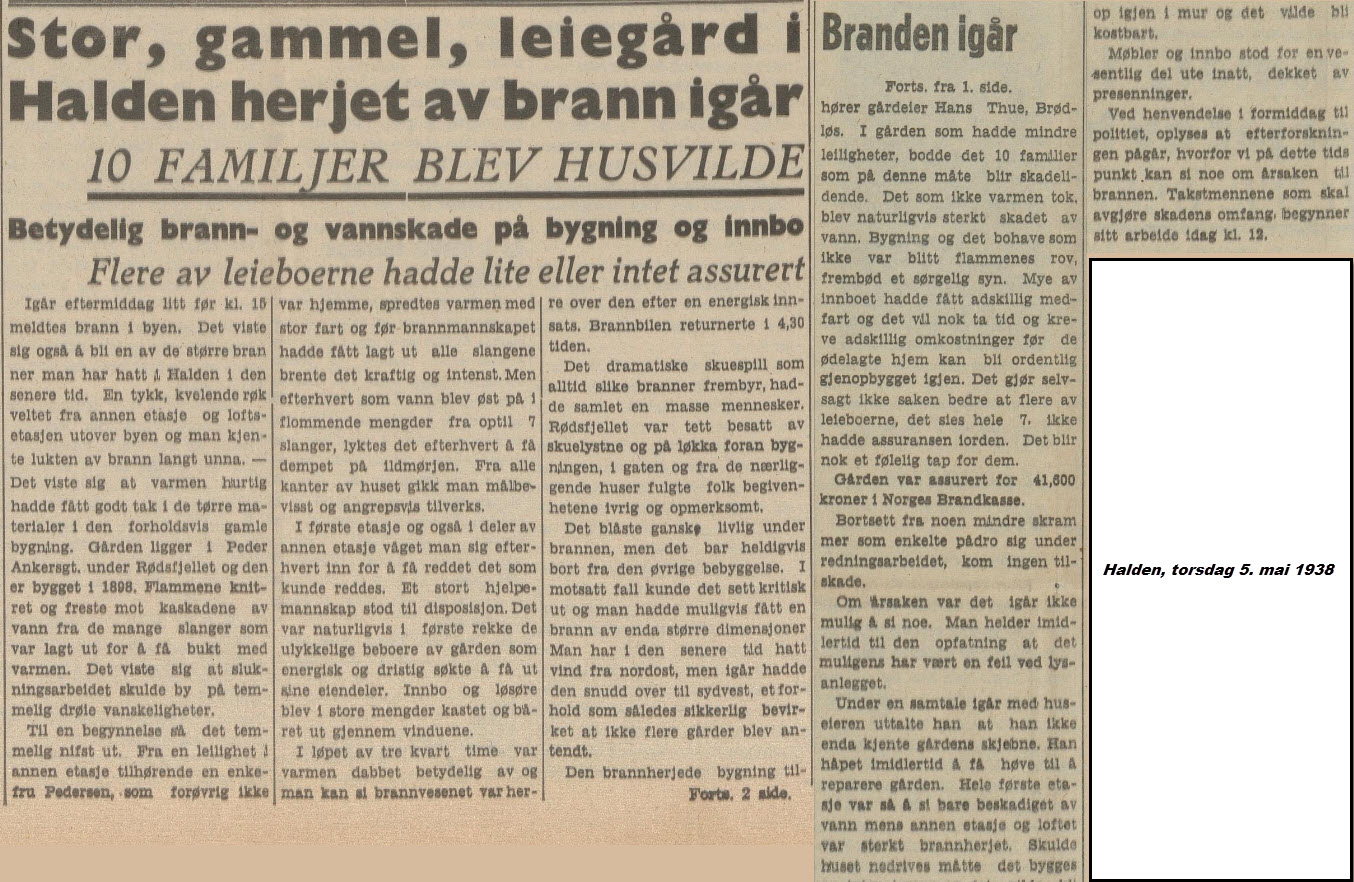 Stor, gammel, leiegård i
Halden herjet av brann igår
10 FAMILJER BLEV HUSVILDE
Betydelig brann- og vannskade på bygning og innbo
Flere av leieboerne hadde lite eller intet assurert
Igår eftermiddag litt før kl. 15
meldtes brann i byen. Det viste
sig også å bli en av de større bran
ner man har hatt i Halden i den
senere tid. En tykk, kvelende røk
veltet fra annen etasje og lofts-
etasjen utover byen og man kjen-
te lukten av brann langt unna. —
Det viste sig at varmen hurtig
hadde fått godt tak i de tørre ma-
terialer i den forholdsvis gamle
bygning. Gården ligger i Peder
Ankersgt. under Rødsfjellet og den
er bygget i 1898. Flammene knit-
ret og freste mot kaskadene av
vann fra de mange slanger som
var lagt ut for å få bukt med
varmen. Det viste sig at sluk-
ningsarbeidet skulde by på tem-
melig drøie vanskeligheter.
Til en begynnelse så det tem-
melig nifst ut. Fra en leilighet i
annen etasje tilhørende en enke-
fru Pedersen, som forøvrig ikke
var hjemme, spredtes varmen med
stor fart og før brannmannskapet
hadde fått lagt ut alle slangene
brente det kraftig og intenst. Men
efterhvert som vann blev øst på i
flommende mengder fra optil 7
slanger, lyktes det efterhvert å få
dempet på ildmørjen. Fra alle
kanter av huset gikk man målbe-
visst og angrepsvis tilverks.
I første etasje og også i deler av
annen etasje våget man sig efter-
hvert inn for å få reddet det som
kunde reddes. Et stort hjelpe-
mannskap stod til disposisjon. Det
var naturligvis i første rekke de
ulykkelige beboere av gården som
energisk og dristig søkte å få ut
sine eiendeler. Innbo og løsøre
blev i store mengder kastet og bå-
ret ut gjennem vinduene.
I løpet av tre kvart time var
varmen dabbet betydelig av og
man kan si brannvesenet var her-
re over den efter en energisk inn-
sats. Brannbilen returnerte i 4,30
tiden.
Det dramatiske skuespill som
alltid slike branner frembyr, had-
de samlet en masse mennesker.
Rødsfjellet var tett besatt av
skuelystne og på løkka foran byg-
ningen, i gaten og fra de nærlig-
gende huser fulgte folk begiven-
hetene ivrig og opmerksomt.
Det blåste ganske livlig under
brannen, men det bar heldigvis
bort fra den øvrige bebyggelse. I
motsatt fall kunde det sett kritisk
ut og man hadde muligvis fått en
brann av enda større dimensjoner
Man har i den senere tid hatt
vind fra nordost, men igår hadde
den snudd over til sydvest, et for-
hold som således sikkerlig bevir-
ket at ikke flere gårder blev an-
tendt.
Den brannherjede bygning til-
Forts. 2 side.
Branden igår
Forts. fra 1. side.
hører gårdeier Hans Thue, Brød-
løs. I gården som hadde mindre
leiligheter, bodde det 10 familier
som på denne måte blir skadeli-
dende. Det som ikke varmen tok,
blev naturligvis sterkt skadet av
vann. Bygning og det bohave som
ikke var blitt flammenes rov,
frembød et sørgelig syn. Mye av
innboet hadde fått adskillig med-
fart og det vil nok ta tid og kre-
ve adskillig omkostninger før de
ødelagte hjem kan bli ordentlig
gjenopbygget igjen. Det gjør selv-
sagt ikke saken bedre at flere av
leieboerne, det sies hele 7, ikke
hadde assuransen iorden. Det blir
nok et følelig tap for dem.
Gården var assurert for 41,600
kroner i Norges Brandkasse.
Bortsett fra noen mindre skram
mer som enkelte pådro sig under
redningsarbeidet, kom ingen til-
skade.
Om årsaken var det igår ikke
mulig å si noe. Man helder imid-
lertid til den opfatning at det
muligens har vært en feil ved lys-
anlegget.
Under en samtale igår med hus-
eieren uttalte han at han ikke
enda kjente gårdens skjebne. Han
håpet imidlertid å få høve til å
reparere gården. Hele første eta-
sje var så å si bare beskadiget av
vann mens annen etasje og loftet
var sterkt brannherjet. Skulde
huset nedrives måtte det bygges
op igjen i mur og det vilde bli
kostbart.
Møbler og innbo stod for en ve-
sentlig del ute inatt, dekket av
presenninger.
Ved henvendelse i formiddag til
politiet, oplyses at efterforsknin-
gen pågår, hvorfor vi på dette tids
punkt kan si noe om årsaken til
brannen. Takstmennene som skal
avgjøre skadens omfang, begynner
sitt arbeide idag kl. 12.
Halden, torsdag 5. mai 1938